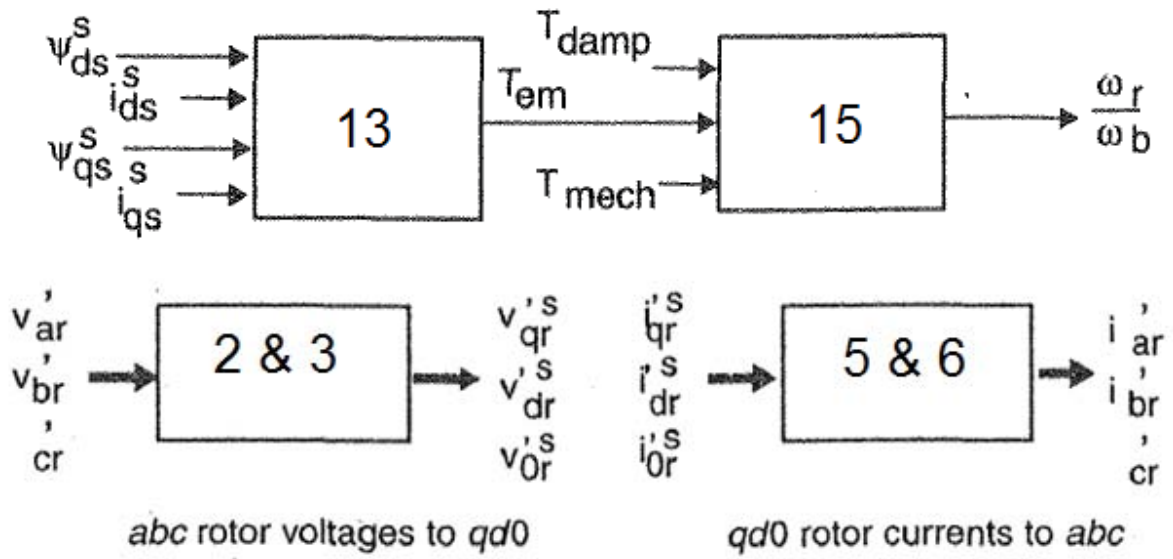 ψ^s_ds
i^s_ds
ψ^s_qs
i^s_qs
13
T_em
T_damp
T_mech
15
ω_r
ω_b
v'_ar
v'_br
'_cr
2 & 3
v'^s_qr
v'^s_dr
v'^s_0r
i'^s_qr
i'^s_dr
i'^s_0r
5 & 6
i'_ar
i'_br
'_cr
abc rotor voltages to qd0
qd0 rotor currents to abc